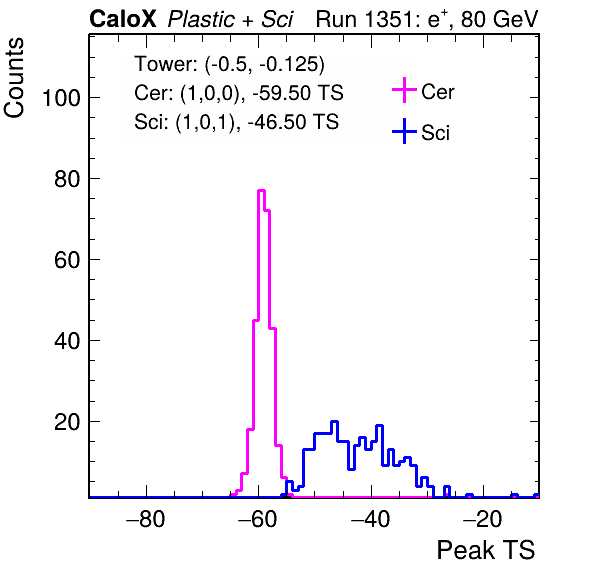 CaloX Plastic + Sci Run 1351: e+, 80 GeV
Counts
Tower: (-0.5, -0.125)
Cer: (1,0,0), -59.50 TS
Sci: (1,0,1), -46.50 TS
Cer
Sci
100
80
60
40
20
−80 −60 −40 −20
Peak TS